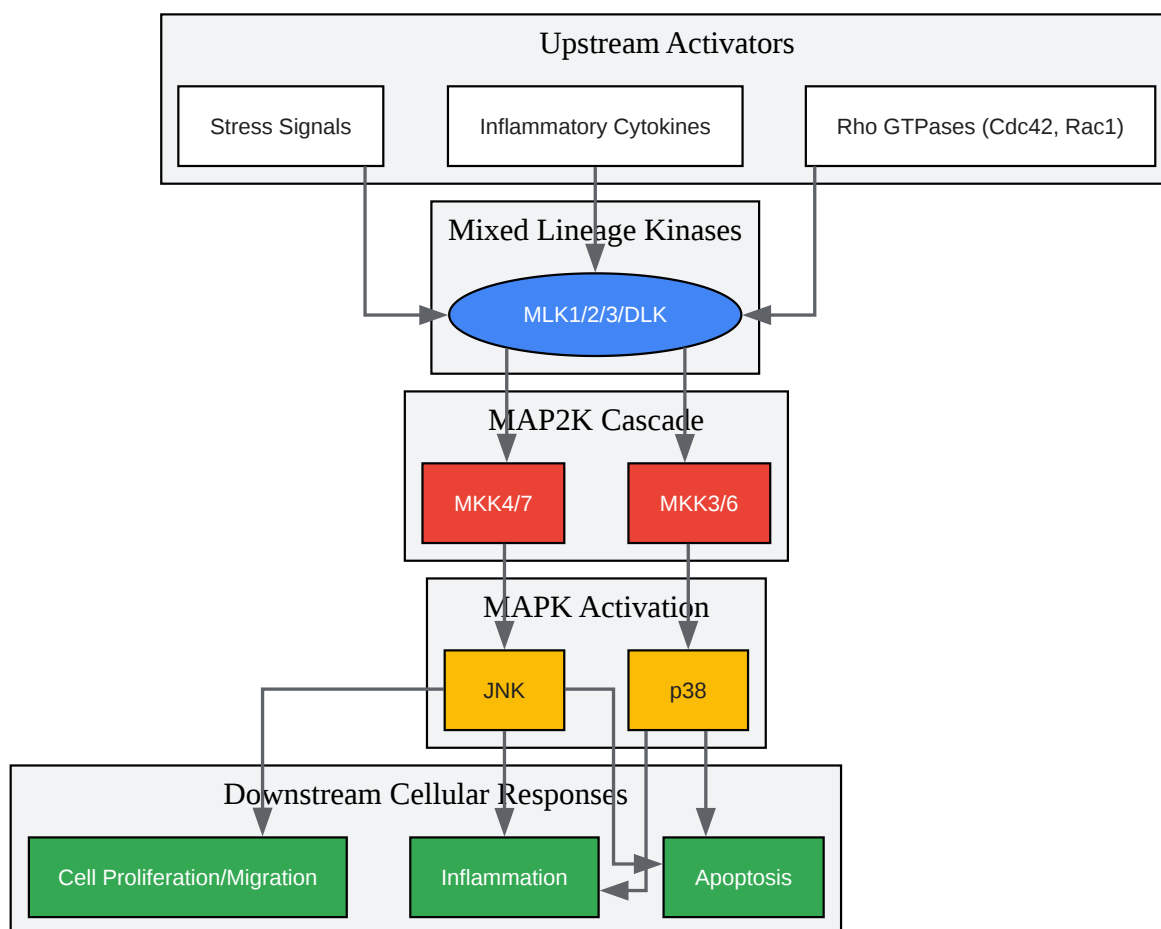 Upstream Activators
Stress Signals
Inflammatory Cytokines
Rho GTPases (Cdc42, Rac1)
Mixed Lineage Kinases
MLK1/2/3/DLK
MAP2K Cascade
MKK4/7
MKK3/6
MAPK Activation
JNK
p38
Downstream Cellular Responses
Cell Proliferation/Migration
Inflammation
Apoptosis